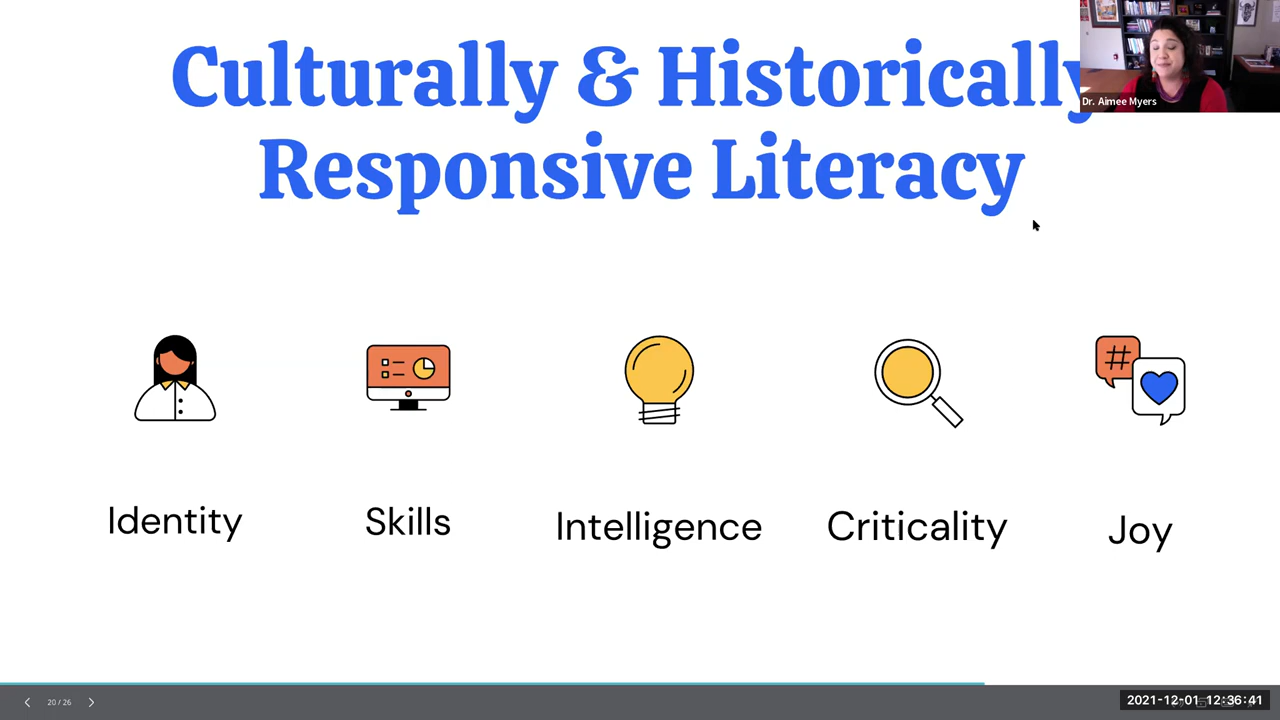 Culturally & Historically
Responsive Literacy
Dr. Aimee Myers
#
Identity
Skills
Intelligence
Criticality
Joy
20 / 26
2021-12-01 12:36:41